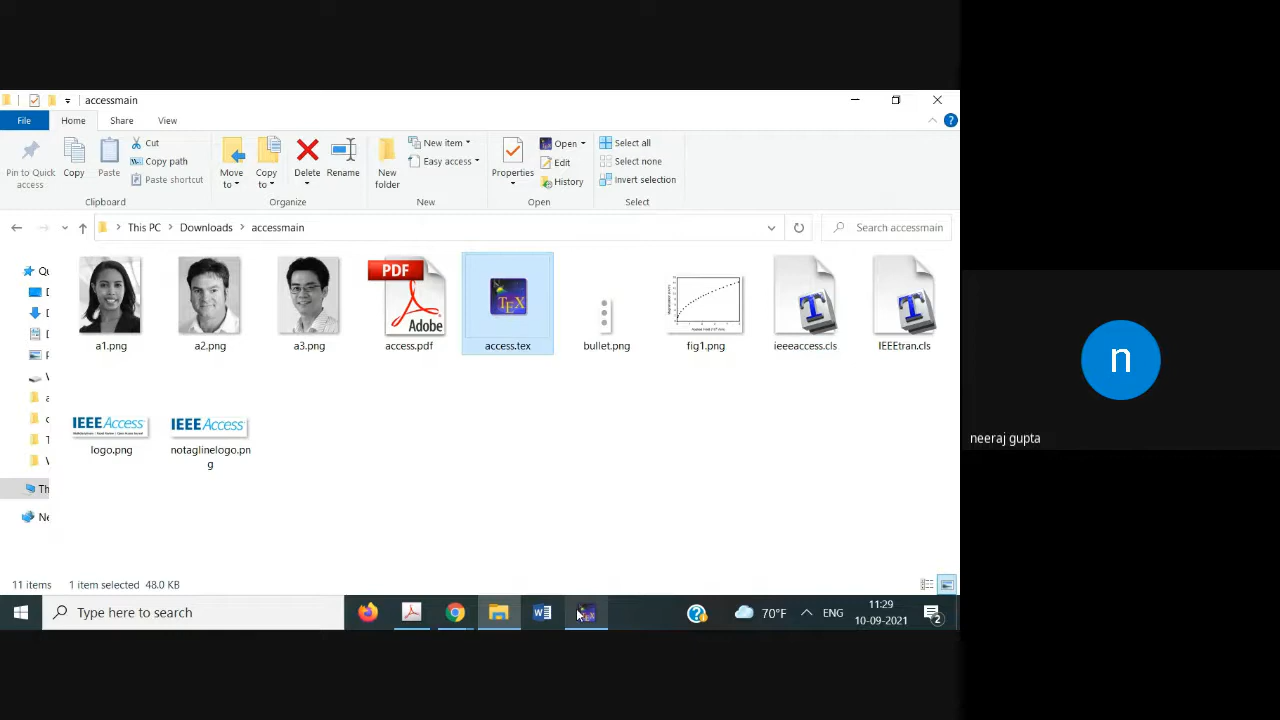 accessmain
File Home Share View
Pin to Quick access
Copy
Paste
Cut
Copy path
Paste shortcut
Move to
Copy to
Delete
Rename
New folder
New item
Easy access
Properties
Open
Edit
History
Select all
Select none
Invert selection
Clipboard Organize New Open Select
This PC > Downloads > accessmain
Search accessmain
PDF
Adobe
TEX
a1.png a2.png a3.png access.pdf access.tex bullet.png fig1.png ieeeaccess.cls IEEEtran.cls
IEEE Access
IEEE Access
logo.png
notaglinelogo.pn
g
11 items 1 item selected 48.0 KB
Type here to search
70°F ENG
11:29
10-09-2021
2
n
neeraj gupta